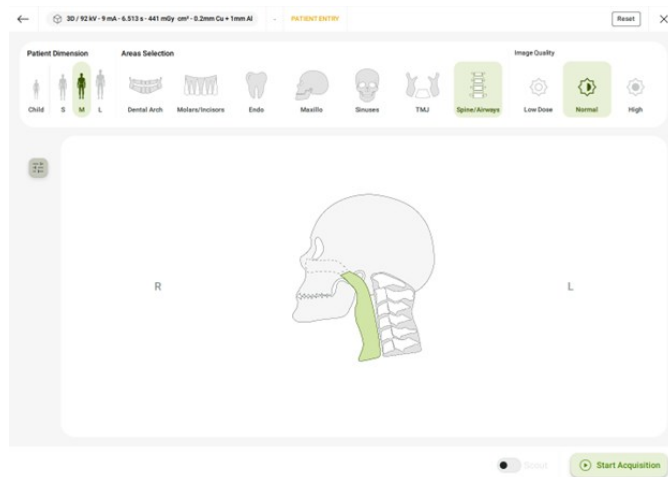 3D / 92 kV - 9 mA - 6.513 s - 441 mGy cm² - 0.2mm Cu + 1mm Al - PATIENT ENTRY Reset
Patient Dimension Areas Selection Image Quality
Child S M L Dental Arch Molars/Incisors Endo Maxillo Sinuses TMJ Spine/Airways Low Dose Normal High
R L
Scout Start Acquisition